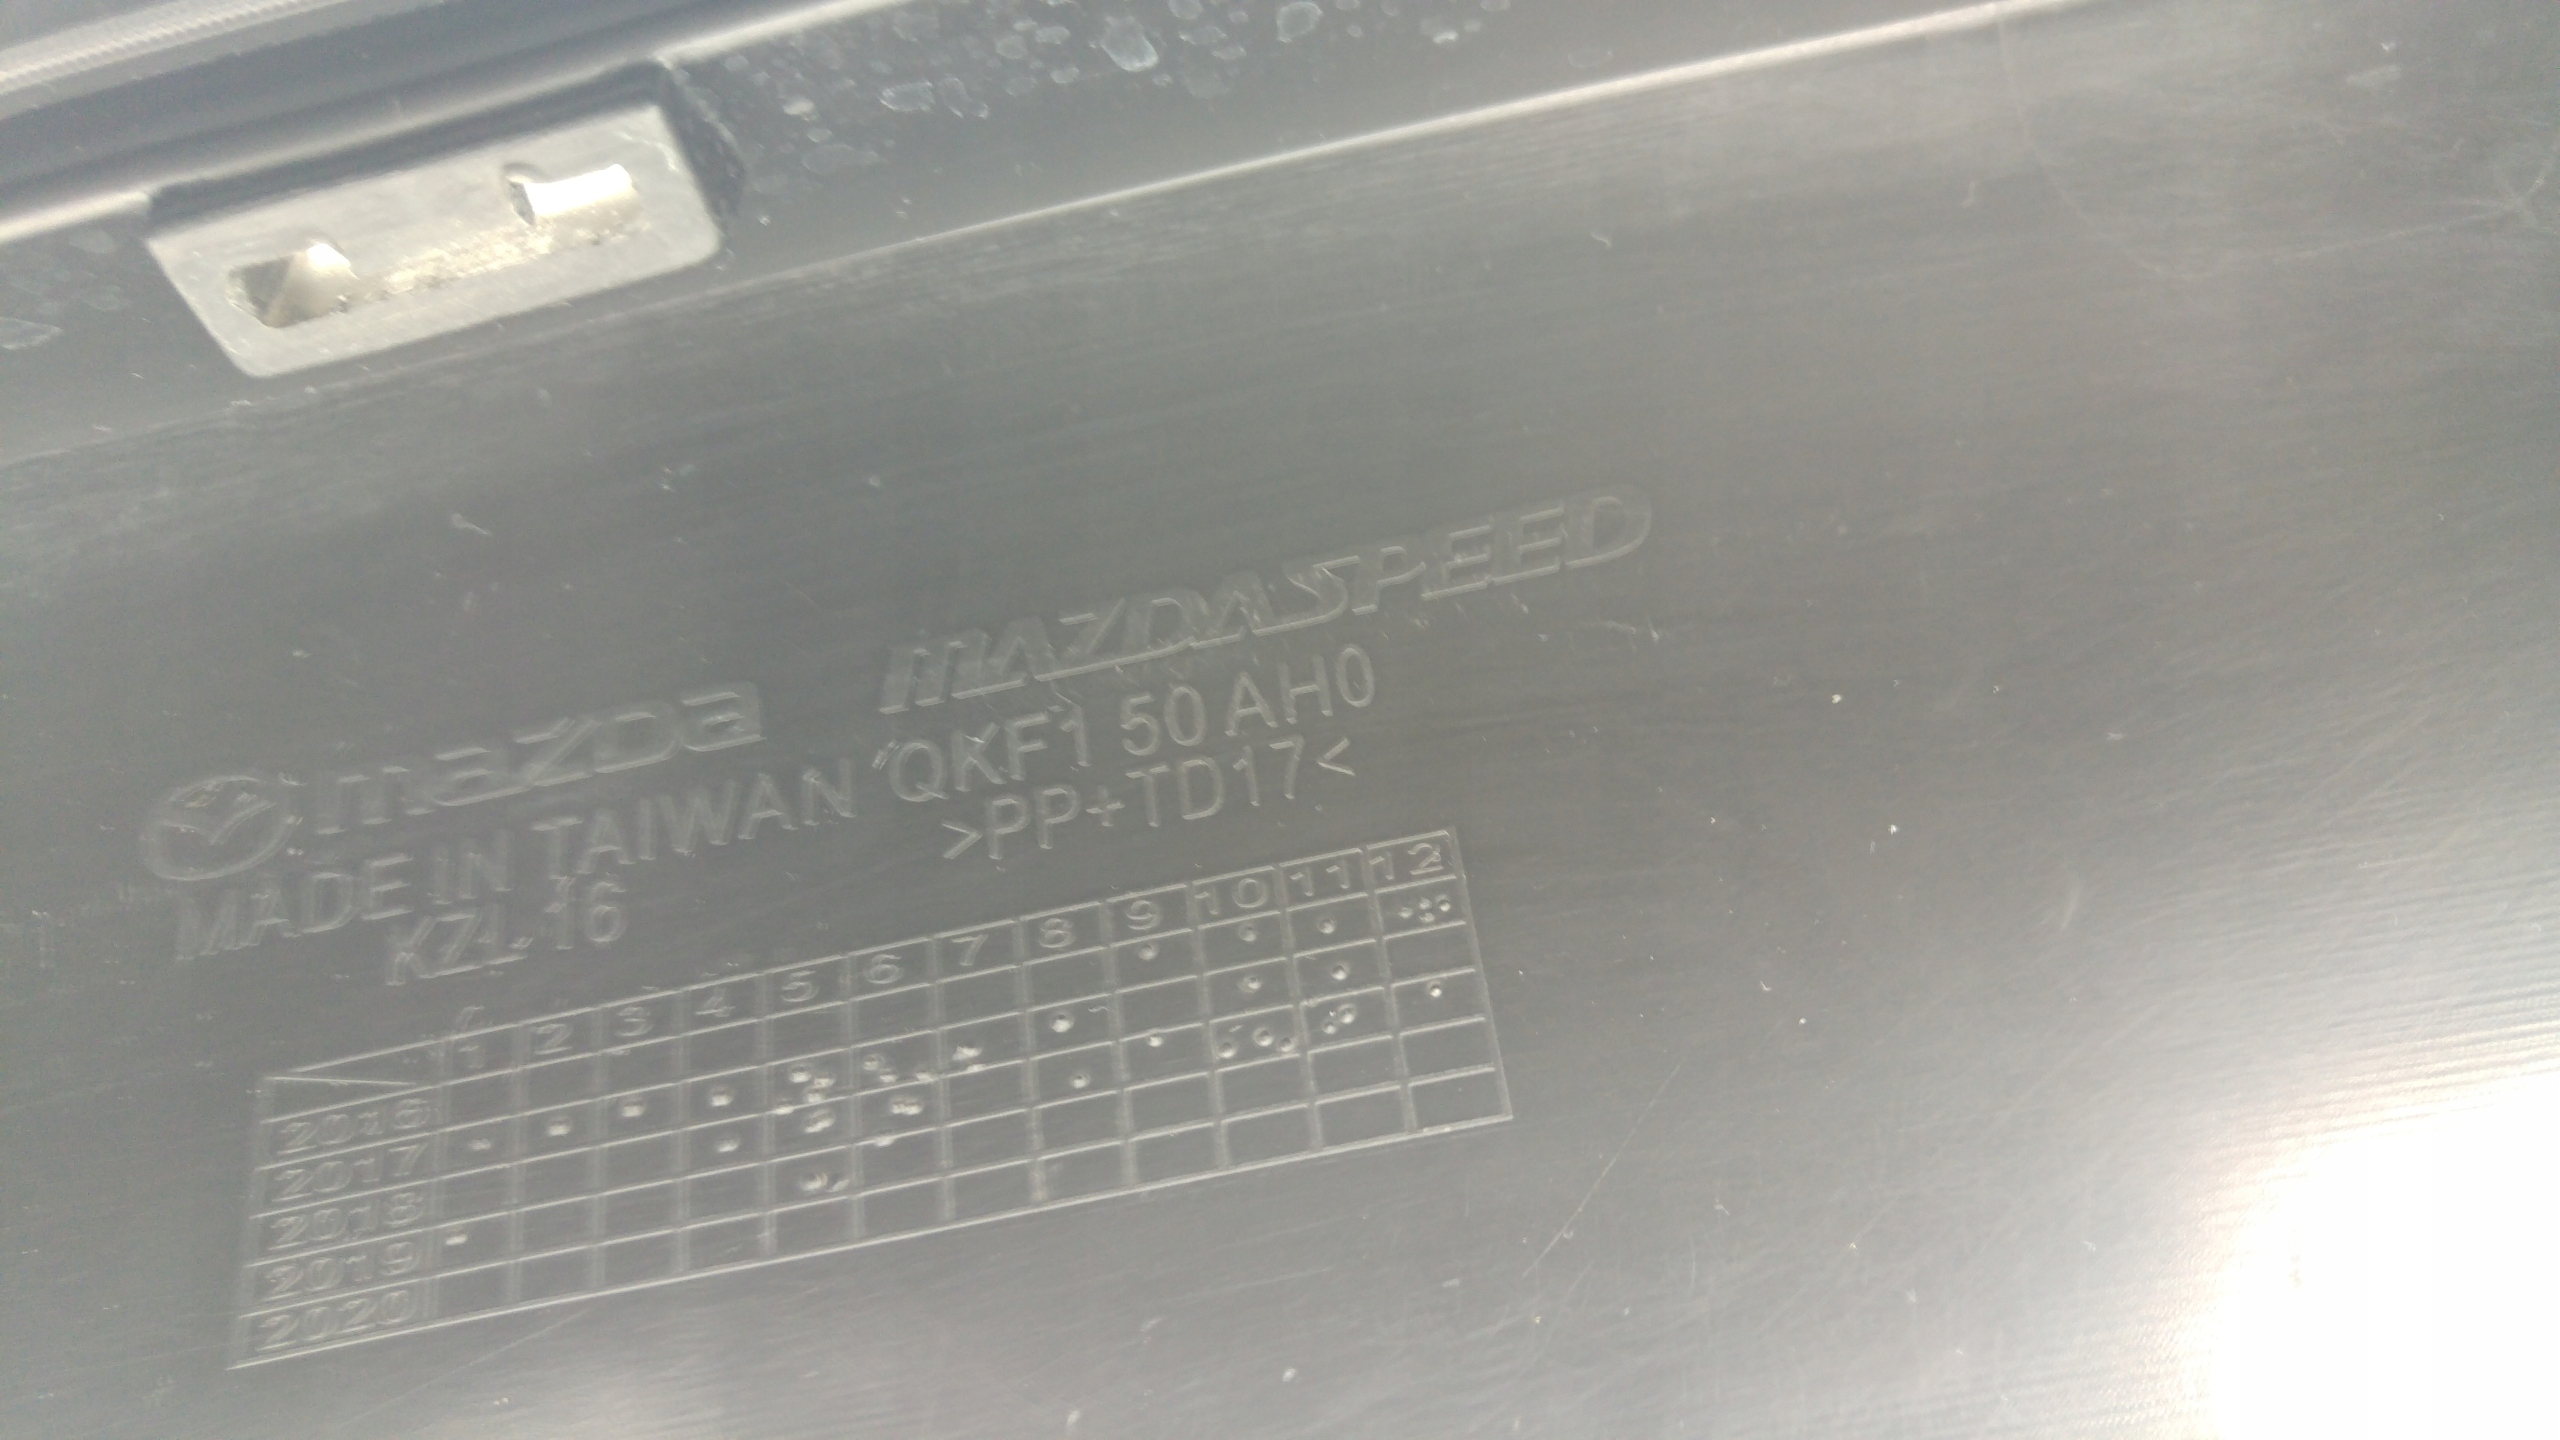 mazda MAZDASPEED
MADE IN TAIWAN QKF1 50 AH0
KZL 16 >PP+TD17<
1 2 3 4 5 6 7 8 9 10 11 12
2016
2017
2018
2019
2020